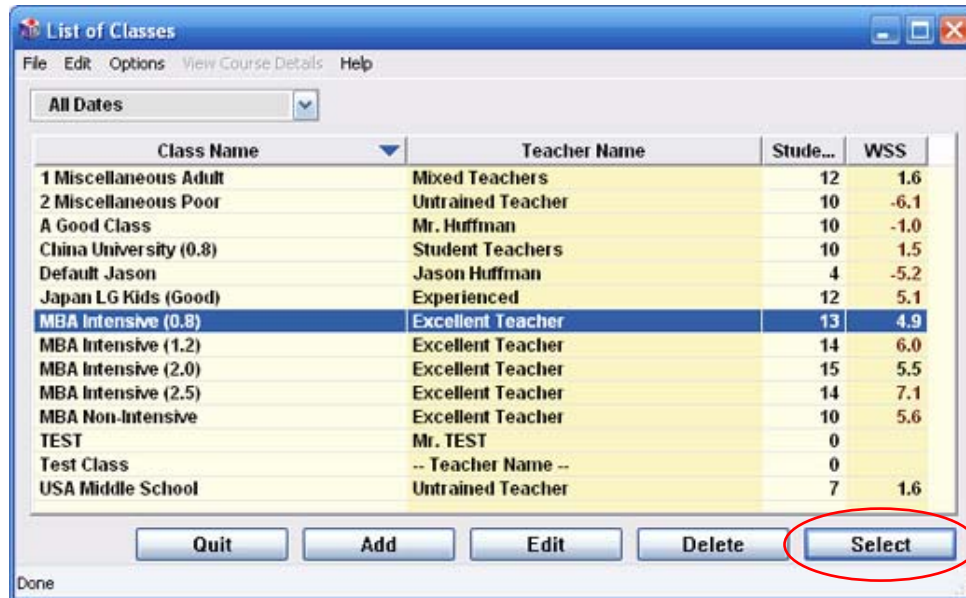 List of Classes
File Edit Options View Course Details Help
All Dates
Class Name Teacher Name Stude... WSS
1 Miscellaneous Adult Mixed Teachers 12 1.6
2 Miscellaneous Poor Untrained Teacher 10 -6.1
A Good Class Mr. Huffman 10 -1.0
China University (0.8) Student Teachers 10 1.5
Default Jason Jason Huffman 4 -5.2
Japan LG Kids (Good) Experienced 12 5.1
MBA Intensive (0.8) Excellent Teacher 13 4.9
MBA Intensive (1.2) Excellent Teacher 14 6.0
MBA Intensive (2.0) Excellent Teacher 15 5.5
MBA Intensive (2.5) Excellent Teacher 14 7.1
MBA Non-Intensive Excellent Teacher 10 5.6
TEST Mr. TEST 0
Test Class -- Teacher Name -- 0
USA Middle School Untrained Teacher 7 1.6
Quit Add Edit Delete Select
Done